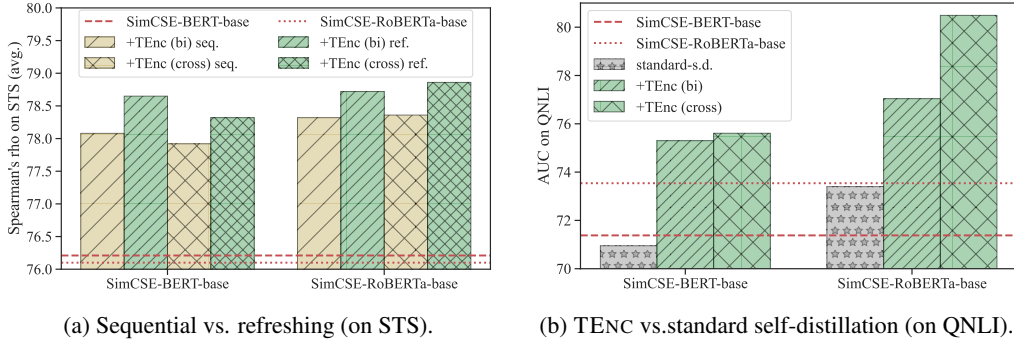 Spearman's rho on STS (avg.)
80.0
79.5
79.0
78.5
78.0
77.5
77.0
76.5
76.0
SimCSE-BERT-base
SimCSE-RoBERTa-base
+TEnc (bi) seq.
+TEnc (cross) seq.
+TEnc (bi) ref.
+TEnc (cross) ref.
SimCSE-BERT-base
SimCSE-RoBERTa-base
(a) Sequential vs. refreshing (on STS).
AUC on QNLI
80
78
76
74
72
70
SimCSE-BERT-base
SimCSE-RoBERTa-base
standard-s.d.
+TEnc (bi)
+TEnc (cross)
SimCSE-BERT-base
SimCSE-RoBERTa-base
(b) TENC vs.standard self-distillation (on QNLI).